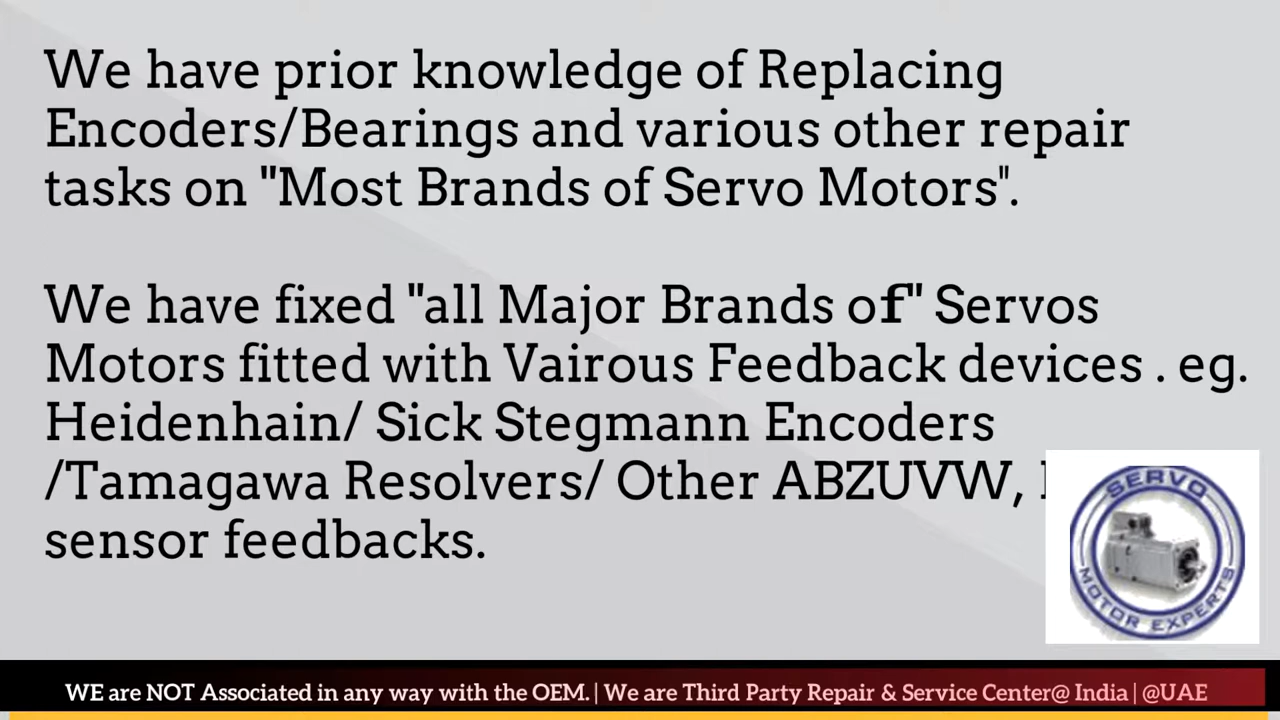 We have prior knowledge of Replacing
Encoders/Bearings and various other repair
tasks on "Most Brands of Servo Motors".
We have fixed "all Major Brands of" Servos
Motors fitted with Vairous Feedback devices . eg.
Heidenhain/ Sick Stegmann Encoders
/Tamagawa Resolvers/ Other ABZUVW,
sensor feedbacks.
SERVO
MOTOR EXPERTS
WE are NOT Associated in any way with the OEM. | We are Third Party Repair & Service Center@ India | @UAE